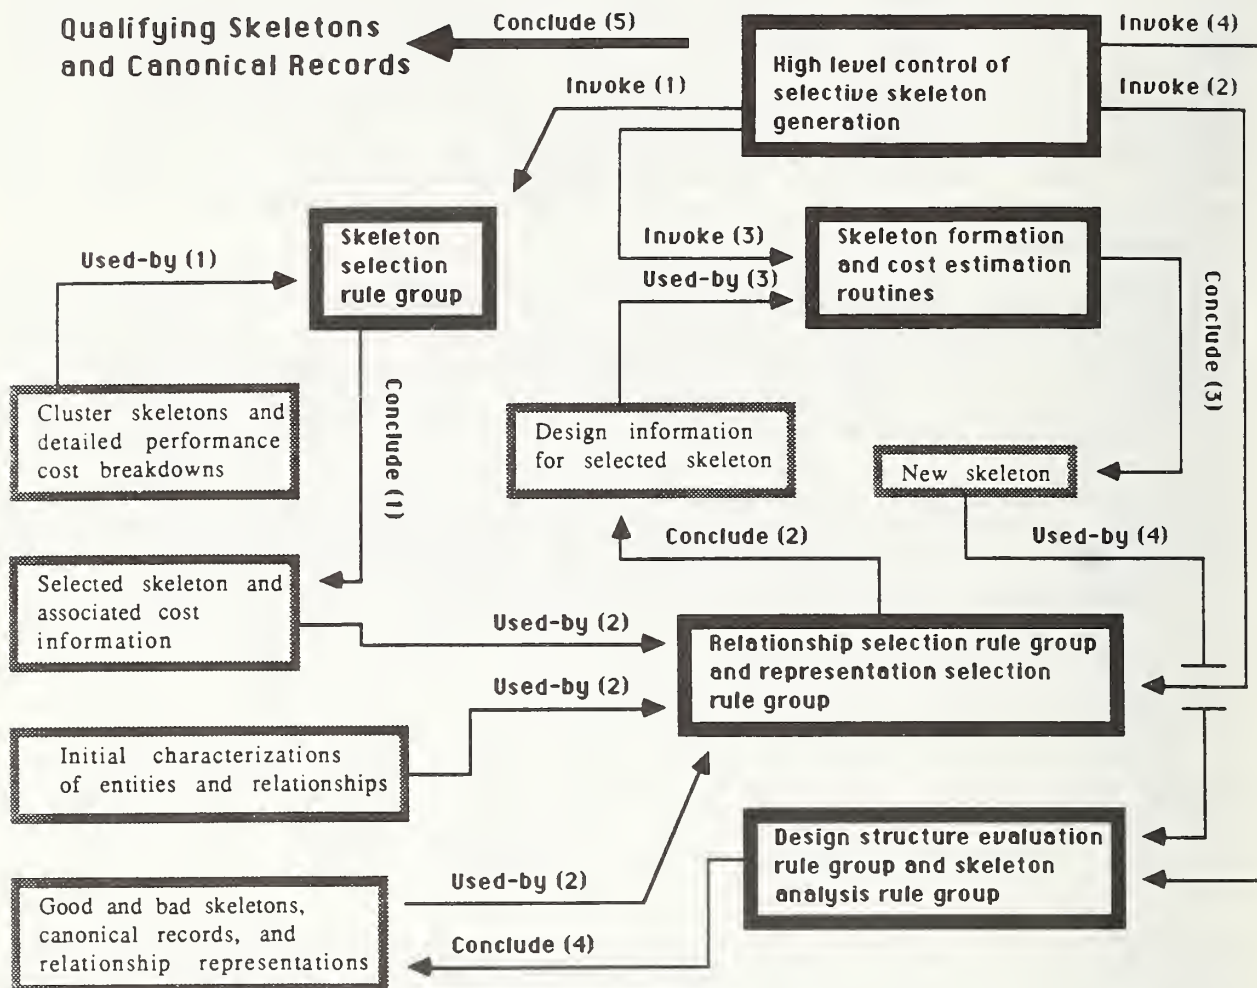 Qualifying Skeletons
and Canonical Records
Conclude (5)
High level control of
selective skeleton
generation
Invoke (4)
Invoke (2)
Invoke (1)
Skeleton
selection
rule group
Used-by (1)
Invoke (3)
Used-by (3)
Skeleton formation
and cost estimation
routines
Conclude (3)
Cluster skeletons and
detailed performance
cost breakdowns
Conclude (1)
Design information
for selected skeleton
New skeleton
Conclude (2)
Used-by (4)
Selected skeleton and
associated cost
information
Used-by (2)
Relationship selection rule group
and representation selection
rule group
Used-by (2)
Initial characterizations
of entities and relationships
Design structure evaluation
rule group and skeleton
analysis rule group
Used-by (2)
Good and bad skeletons,
canonical records, and
relationship representations
Conclude (4)